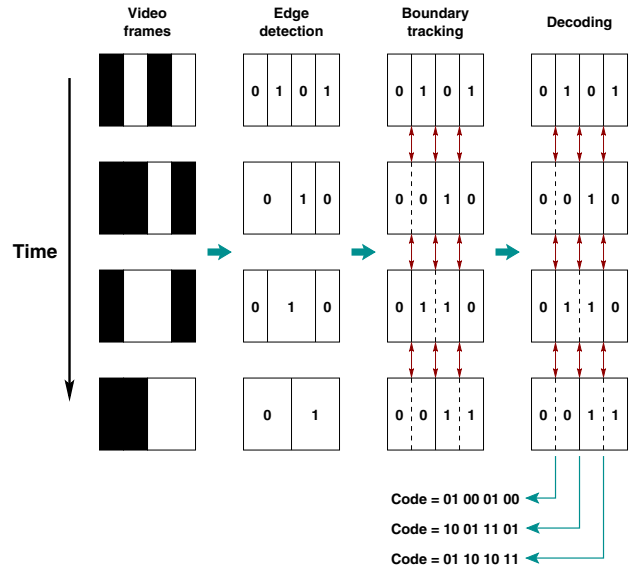 Video
frames
Edge
detection
Boundary
tracking
Decoding
0 1 0 1
0 1 0 1
0 1 0 1
0 1 0
0 0 1 0
0 0 1 0
Time
0 1 0
0 1 1 0
0 1 1 0
0 1
0 0 1 1
0 0 1 1
Code = 01 00 01 00
Code = 10 01 11 01
Code = 01 10 10 11